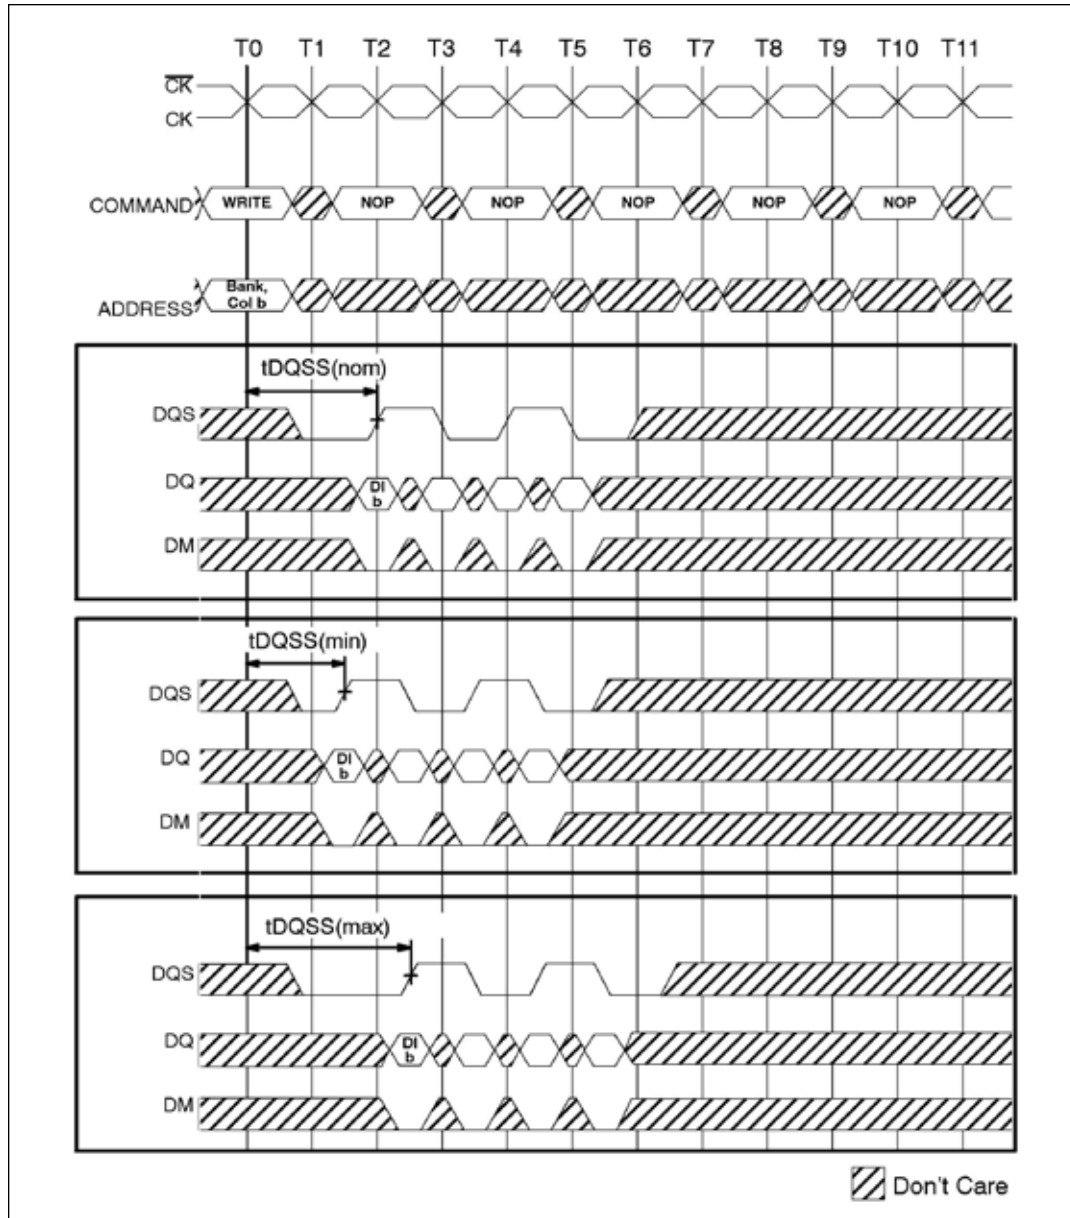 T0 T1 T2 T3 T4 T5 T6 T7 T8 T9 T10 T11
CK
CK
COMMAND WRITE NOP NOP NOP NOP NOP
ADDRESS Bank,
Col b
tDQSS(nom)
DQS
DQ DI
b
DM
tDQSS(min)
DQS
DQ DI
b
DM
tDQSS(max)
DQS
DQ DI
b
DM
Don't Care